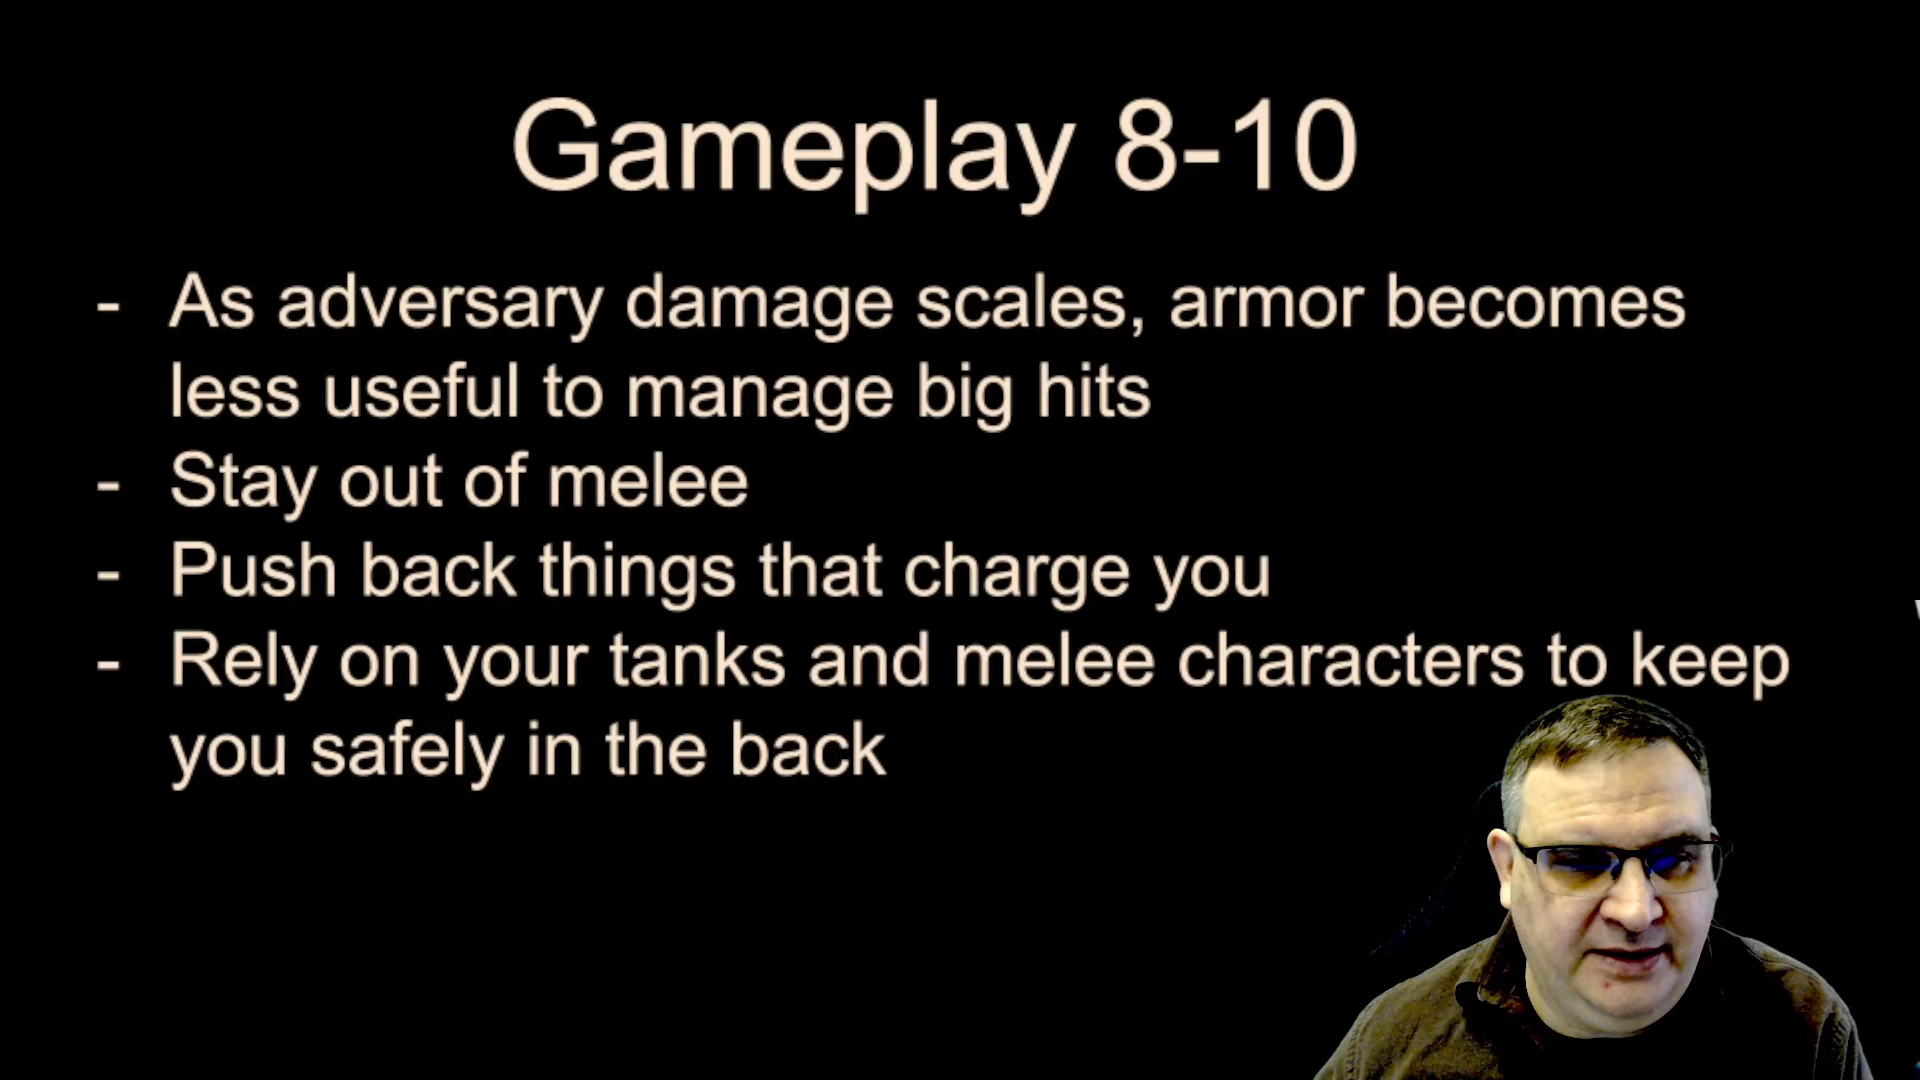 Gameplay 8-10
- As adversary damage scales, armor becomes
less useful to manage big hits
- Stay out of melee
- Push back things that charge you
- Rely on your tanks and melee characters to keep
you safely in the back